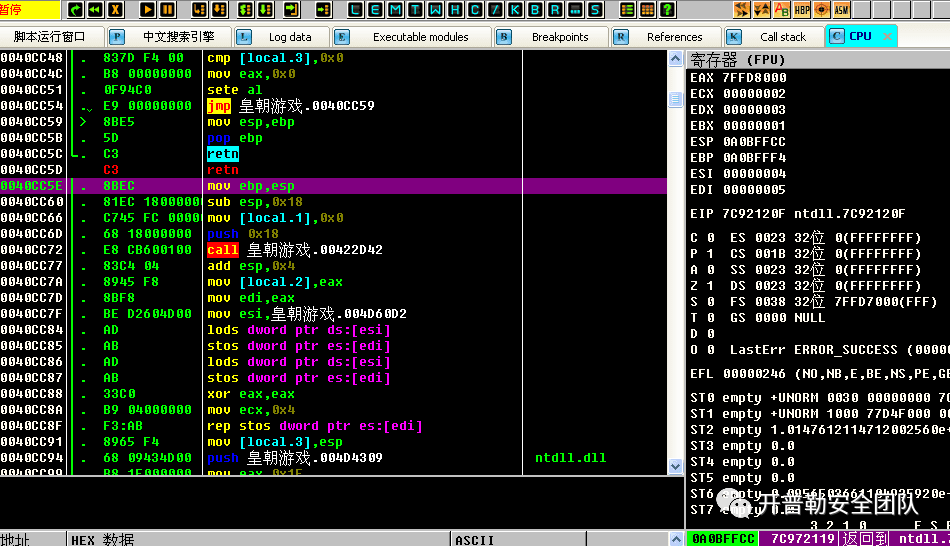 暂停 L E M T W H C / K B R ... S HBP ASM
脚本运行窗口 P 中文搜索引擎 L Log data E Executable modules B Breakpoints R References K Call stack C CPU
0040CC48 . 837D F4 00 cmp [local.3],0x0
0040CC4C . B8 00000000 mov eax,0x0
0040CC51 . 0F94C0 sete al
0040CC54 . E9 00000000 jmp 皇朝游戏.0040CC59
0040CC59 > 8BE5 mov esp,ebp
0040CC5B . 5D pop ebp
0040CC5C . C3 retn
0040CC5D C3 retn
0040CC5E . 8BEC mov ebp,esp
0040CC60 . 81EC 18000000 sub esp,0x18
0040CC66 . C745 FC 0000 mov [local.1],0x0
0040CC6D . 68 18000000 push 0x18
0040CC72 . E8 CB600100 call 皇朝游戏.00422D42
0040CC77 . 83C4 04 add esp,0x4
0040CC7A . 8945 F8 mov [local.2],eax
0040CC7D . 8BF8 mov edi,eax
0040CC7F . BE D2604D00 mov esi,皇朝游戏.004D60D2
0040CC84 . AD lods dword ptr ds:[esi]
0040CC85 . AB stos dword ptr es:[edi]
0040CC86 . AD lods dword ptr ds:[esi]
0040CC87 . AB stos dword ptr es:[edi]
0040CC88 . 33C0 xor eax,eax
0040CC8A . B9 04000000 mov ecx,0x4
0040CC8F . F3:AB rep stos dword ptr es:[edi]
0040CC91 . 8965 F4 mov [local.3],esp
0040CC94 . 68 09434D00 push 皇朝游戏.004D4309 ntdll.dll
0040CC99 . B8 1F000000 mov eax,0x1F
寄存器 (FPU)
EAX 7FFD8000
ECX 00000002
EDX 00000003
EBX 00000001
ESP 0A0BFFCC
EBP 0A0BFFF4
ESI 00000004
EDI 00000005
EIP 7C92120F ntdll.7C92120F
C 0 ES 0023 32位 0(FFFFFFFF)
P 1 CS 001B 32位 0(FFFFFFFF)
A 0 SS 0023 32位 0(FFFFFFFF)
Z 1 DS 0023 32位 0(FFFFFFFF)
S 0 FS 0038 32位 7FFD7000(FFF)
T 0 GS 0000 NULL
D 0
O 0 LastErr ERROR_SUCCESS (0000
EFL 00000246 (NO,NB,E,BE,NS,PE,GE
ST0 empty +UNORM 0030 00000000 7C
ST1 empty +UNORM 1000 77D4F000 00
ST2 empty 1.0147612114712002560e+
ST3 empty 0.0
ST4 empty 0.0
ST5 empty 0.0
ST6
ST7 empty
3 2 1 0 E S P
开普勒安全团队
地址 HEX 数据 ASCII
0A0BFFCC 7C972119 返回到 ntdll.